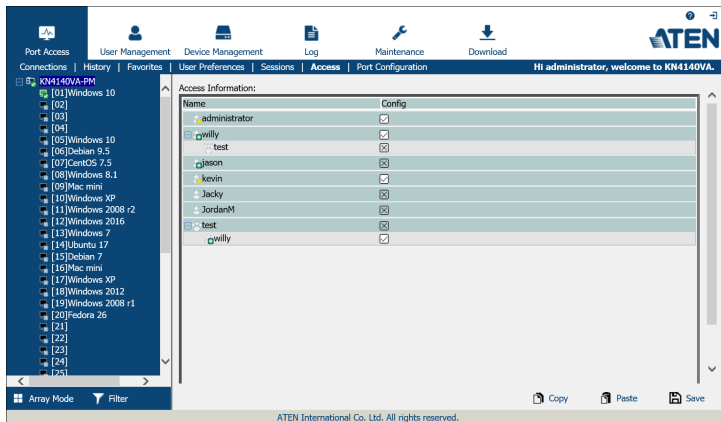 ATEN
Port Access
User Management
Device Management
Log
Maintenance
Download
Connections | History | Favorites | User Preferences | Sessions | Access | Port Configuration
Hi administrator, welcome to KN4140VA.
KN4140VA-PM
[01]Windows 10
[02]
[03]
[04]
[05]Windows 10
[06]Debian 9.5
[07]CentOS 7.5
[08]Windows 8.1
[09]Mac mini
[10]Windows XP
[11]Windows 2008 r2
[12]Windows 2016
[13]Windows 7
[14]Ubuntu 17
[15]Debian 7
[16]Mac mini
[17]Windows XP
[18]Windows 2012
[19]Windows 2008 r1
[20]Fedora 26
[21]
[22]
[23]
[24]
[25]
Array Mode
Filter
Access Information:
Name Config
administrator
willy
test
jason
kevin
Jacky
JordanM
test
willy
Copy
Paste
Save
ATEN International Co. Ltd. All rights reserved.